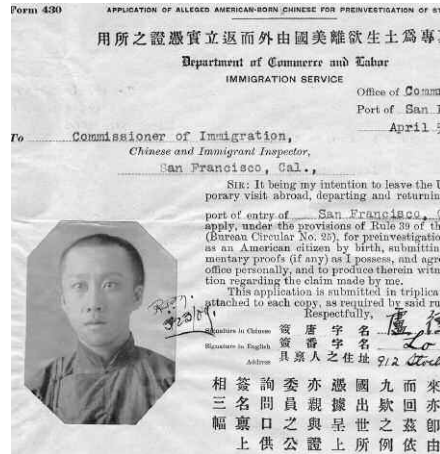 Form 430
APPLICATION OF ALLEGED AMERICAN-BORN CHINESE FOR PREINVESTIGATION OF ST
專爲土生欲離美國由外而返立實憑證之所用
Department of Commerce and Labor
IMMIGRATION SERVICE
Office of Comm
Port of San F
April 5
To Commissioner of Immigration,
Chinese and Immigrant Inspector,
San Francisco, Cal.,
SIR: It being my intention to leave the U
porary visit abroad, departing and returnin
port of entry of San Francisco,
apply, under the provisions of Rule 39 of th
(Bureau Circular No. 25), for preinvestigatio
as an American citizen by birth, submittin
mentary proofs (if any) as I possess, and agre
office personally, and to produce therein witn
tion regarding the claim made by me.
This application is submitted in triplica
attached to each copy, as required by said ru
Respectfully,
Signature in Chinese 簽唐字名 盧
Signature in English 簽番字名 Lo
Address 具禀人之住址 912 Stock
來亦卽由
而回茲依
九欵之例
國出世所
憑據呈上
亦親與證
委員之公
詢問口供
簽名禀上
相三幅